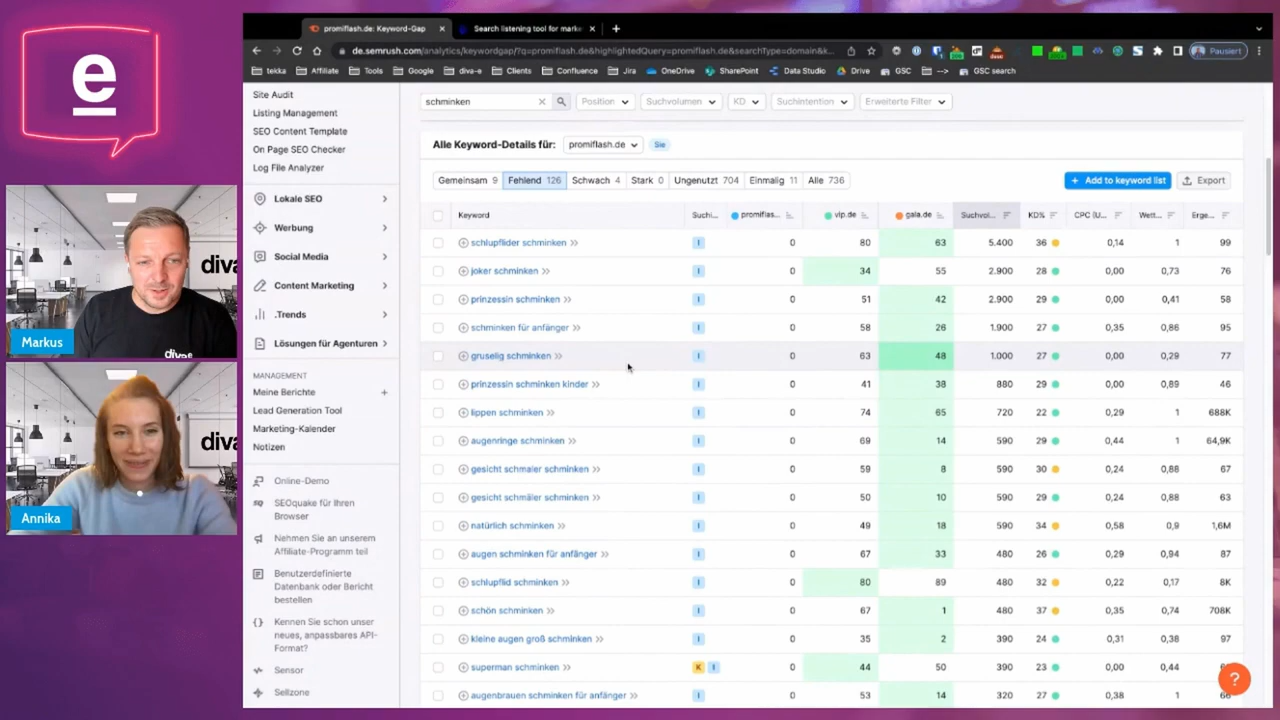 e
diva
Markus
diva
diva
Annika
promiflash.de: Keyword-Gap
Search listening tool for marke
de.semrush.com/analytics/keywordgap/?q=promiflash.de&highlightedQuery=promiflash.de&searchType=domain&k...
Pausiert
tekka Affiliate Tools Google diva-e Clients Confluence Jira OneDrive SharePoint Data Studio Drive GSC --> GSC search
Site Audit
Listing Management
SEO Content Template
On Page SEO Checker
Log File Analyzer
Lokale SEO
Werbung
Social Media
Content Marketing
.Trends
Lösungen für Agenturen
MANAGEMENT
Meine Berichte +
Lead Generation Tool
Marketing-Kalender
Notizen
Online-Demo
SEOquake für Ihren
Browser
Nehmen Sie an unserem
Affiliate-Programm teil
Benutzerdefinierte
Datenbank oder Bericht
bestellen
Kennen Sie schon unser
neues, anpassbares API-
Format?
Sensor
Sellzone
schminken Position Suchvolumen KD Suchintention Erweiterte Filter
Alle Keyword-Details für: promiflash.de Sie
Gemeinsam 9 Fehlend 126 Schwach 4 Stark 0 Ungenutzt 704 Einmalig 11 Alle 736 + Add to keyword list Export
Keyword Suchi... promiflas... vip.de gala.de Suchvol... KD% CPC (U... Wett... Erge...
schlupflider schminken I 0 80 63 5.400 36 0,14 1 99
joker schminken I 0 34 55 2.900 28 0,00 0,73 76
prinzessin schminken I 0 51 42 2.900 29 0,00 0,41 58
schminken für anfänger I 0 58 26 1.900 27 0,35 0,86 95
gruselig schminken I 0 63 48 1.000 27 0,00 77
prinzessin schminken kinder I 0 41 38 880 29 0,00 0,89 46
lippen schminken I 0 74 65 720 22 0,29 1 688K
augenringe schminken I 0 69 14 590 29 0,44 1 64,9K
gesicht schmaler schminken I 0 59 8 590 30 0,24 67
gesicht schmäler schminken I 0 50 10 590 29 0,24 63
natürlich schminken I 0 49 18 590 34 0,58 0,9 1,6M
augen schminken für anfänger I 0 67 33 480 26 0,29 0,94 87
schlupflid schminken I 0 80 89 480 32 0,22 0,17 8K
schön schminken I 0 67 1 480 37 0,35 0,74 708K
kleine augen groß schminken I 0 35 2 390 24 0,31 0,38 97
superman schminken K I 0 44 50 390 23 0,00 0,44
augenbrauen schminken für anfänger I 0 53 14 320 27 0,38 1
?